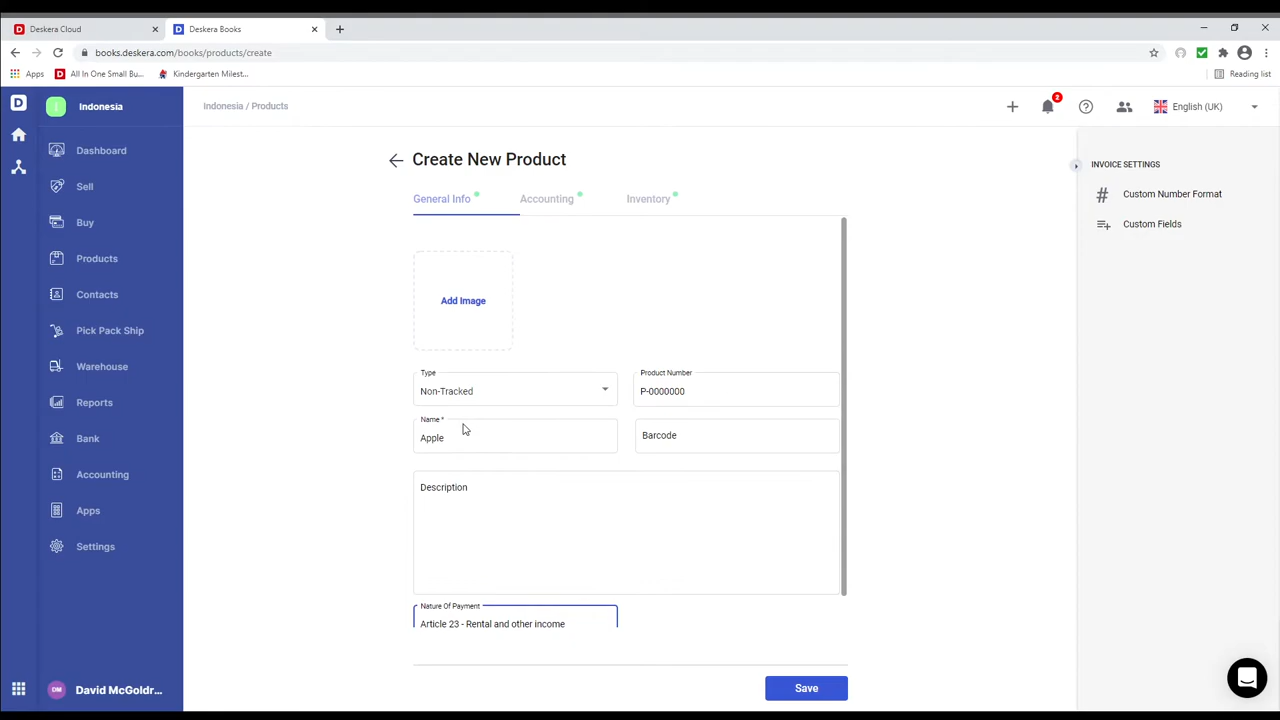 Deskera Cloud
Deskera Books
books.deskera.com/books/products/create
Apps
All In One Small Bu...
Kindergarten Milest...
Reading list
Indonesia
Indonesia / Products
2
English (UK)
Dashboard
Sell
Buy
Products
Contacts
Pick Pack Ship
Warehouse
Reports
Bank
Accounting
Apps
Settings
DM
David McGoldr...
Create New Product
General Info
Accounting
Inventory
Add Image
Type
Non-Tracked
Product Number
P-0000000
Name *
Apple
Barcode
Description
Nature Of Payment
Article 23 - Rental and other income
Save
INVOICE SETTINGS
Custom Number Format
Custom Fields